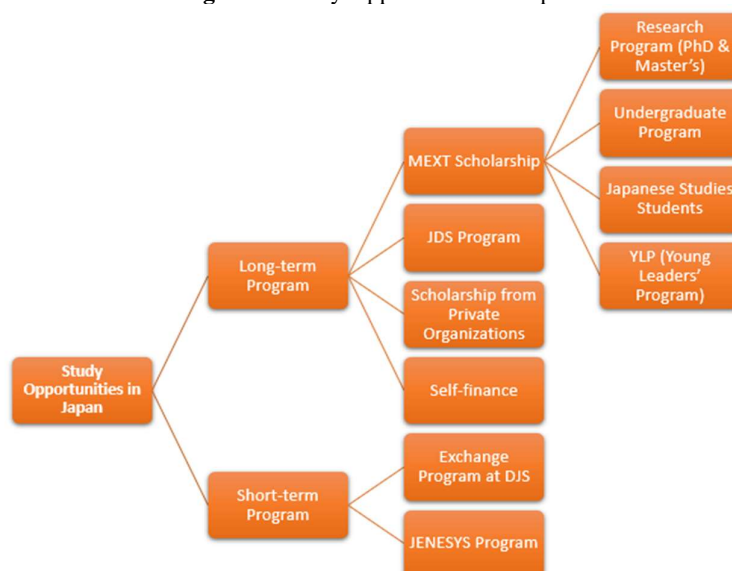 Research
Program (PhD &
Master's)
Undergraduate
Program
MEXT Scholarship
Japanese Studies
Students
JDS Program
YLP (Young
Leaders'
Program)
Long-term
Program
Scholarship from
Private
Organizations
Study
Opportunities in
Japan
Self-finance
Exchange
Program at DJS
Short-term
Program
JENESYS Program